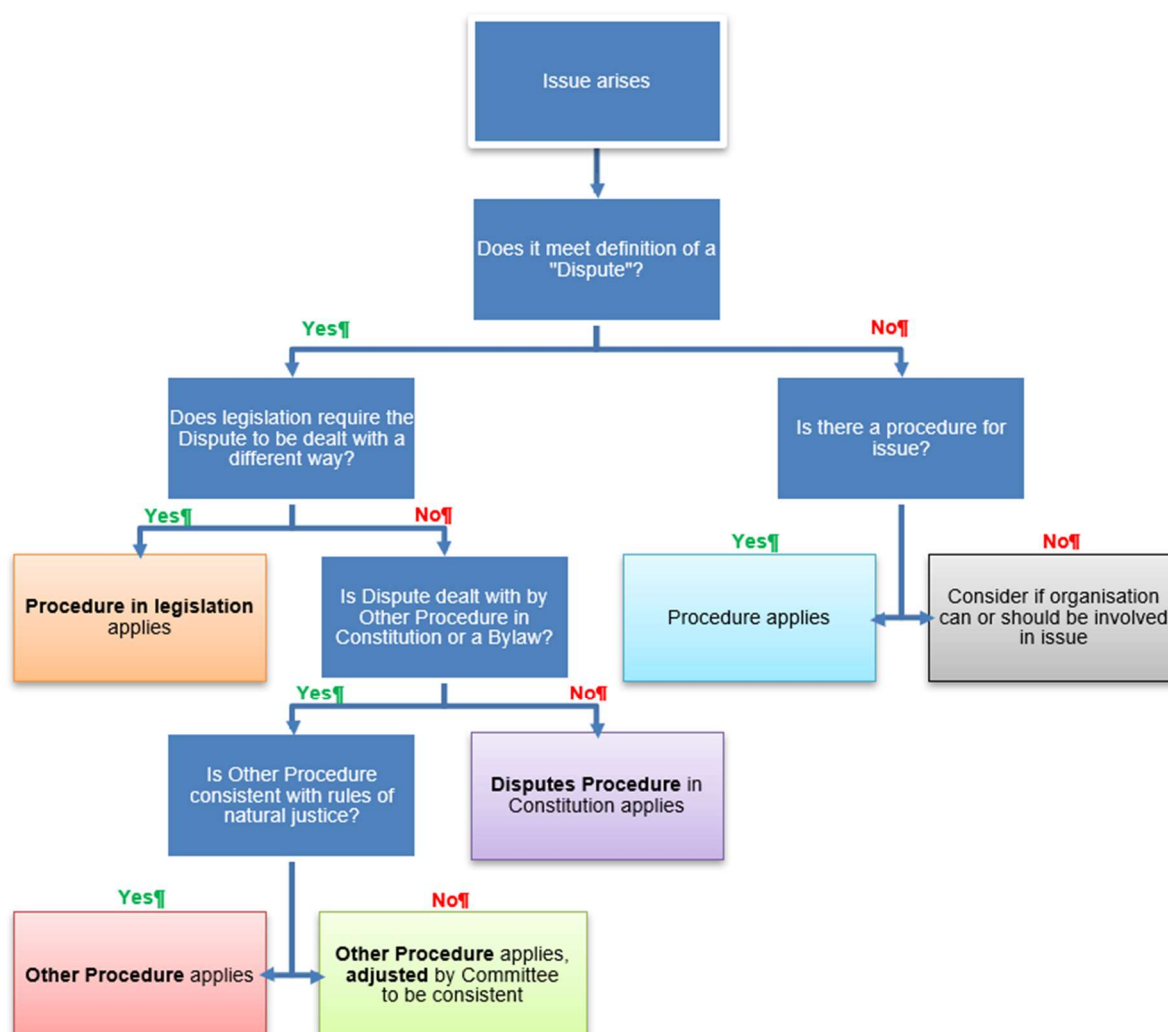 Issue arises
Does it meet definition of a
"Dispute"?
Yes¶
No¶
Does legislation require the
Dispute to be dealt with a
different way?
Is there a procedure for
issue?
Yes¶
No¶
Yes¶
No¶
Procedure in legislation
applies
Is Dispute dealt with by
Other Procedure in
Constitution or a Bylaw?
Procedure applies
Consider if organisation
can or should be involved
in issue
Yes¶
No¶
Is Other Procedure
consistent with rules of
natural justice?
Disputes Procedure in
Constitution applies
Yes¶
No¶
Other Procedure applies
Other Procedure applies,
adjusted by Committee
to be consistent